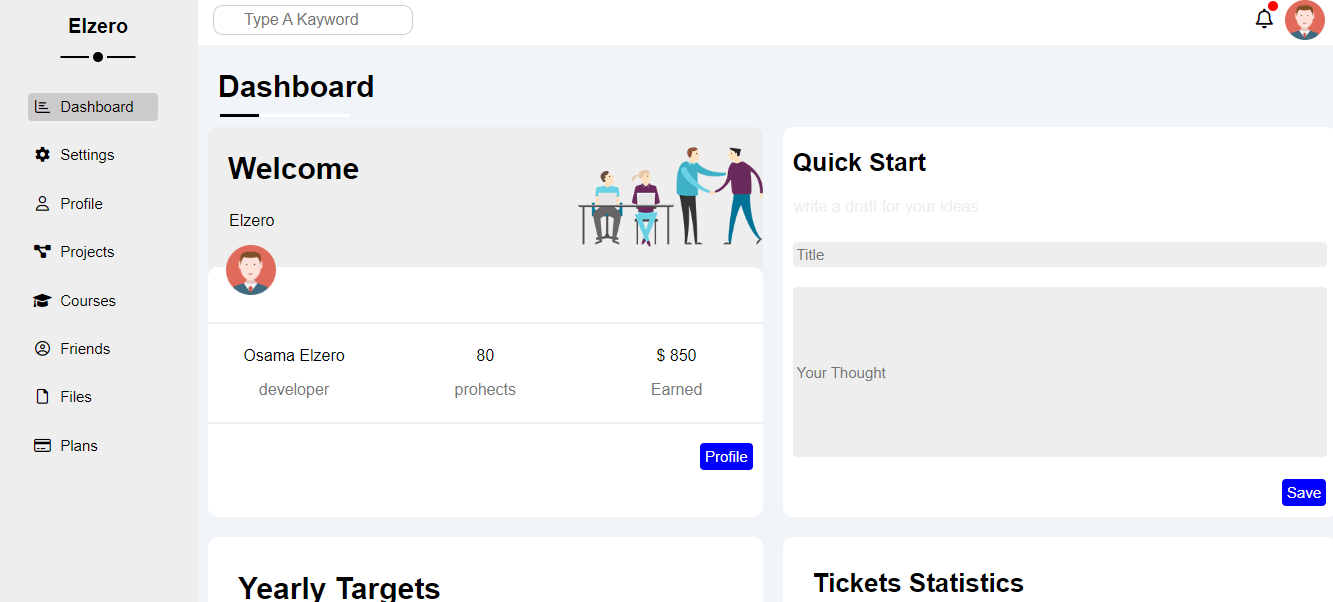 Elzero
Dashboard
Settings
Profile
Projects
Courses
Friends
Files
Plans
Type A Kayword
Dashboard
Welcome
Elzero
Osama Elzero
developer
80
prohects
$ 850
Earned
Profile
Quick Start
write a draft for your ideas
Title
Your Thought
Save
Yearly Targets
Tickets Statistics